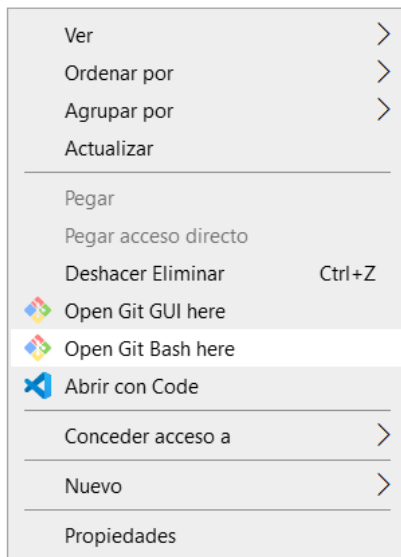 Ver
Ordenar por
Agrupar por
Actualizar
Pegar
Pegar acceso directo
Deshacer Eliminar Ctrl+Z
Open Git GUI here
Open Git Bash here
Abrir con Code
Conceder acceso a
Nuevo
Propiedades